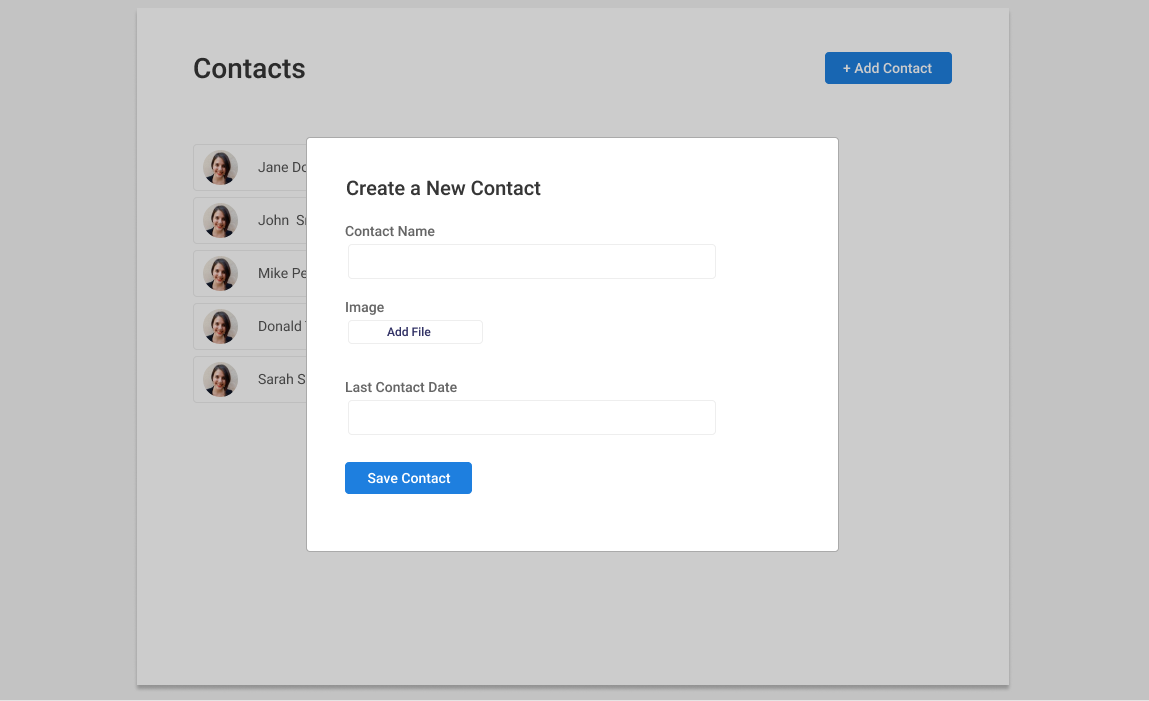 Contacts
+ Add Contact
Jane Do
John Sr
Mike Pe
Donald
Sarah S
Create a New Contact
Contact Name
Image
Add File
Last Contact Date
Save Contact